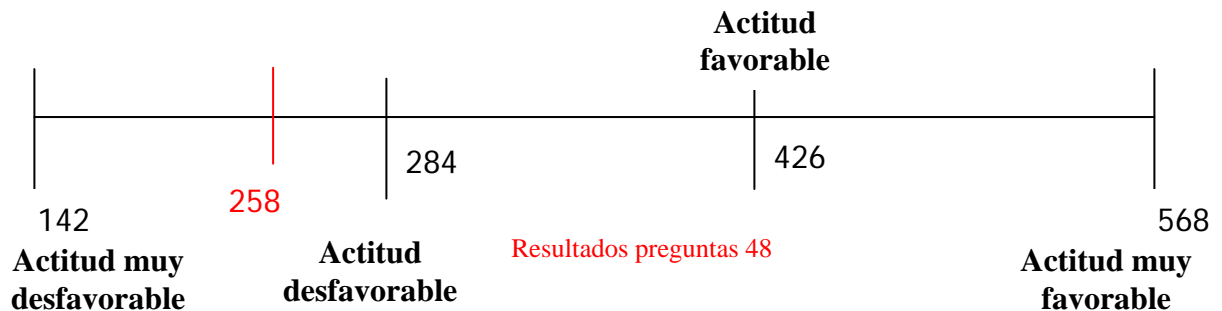 Actitud
favorable
284
426
258
142
568
Actitud muy
desfavorable
Actitud
desfavorable
Resultados preguntas 48
Actitud muy
favorable